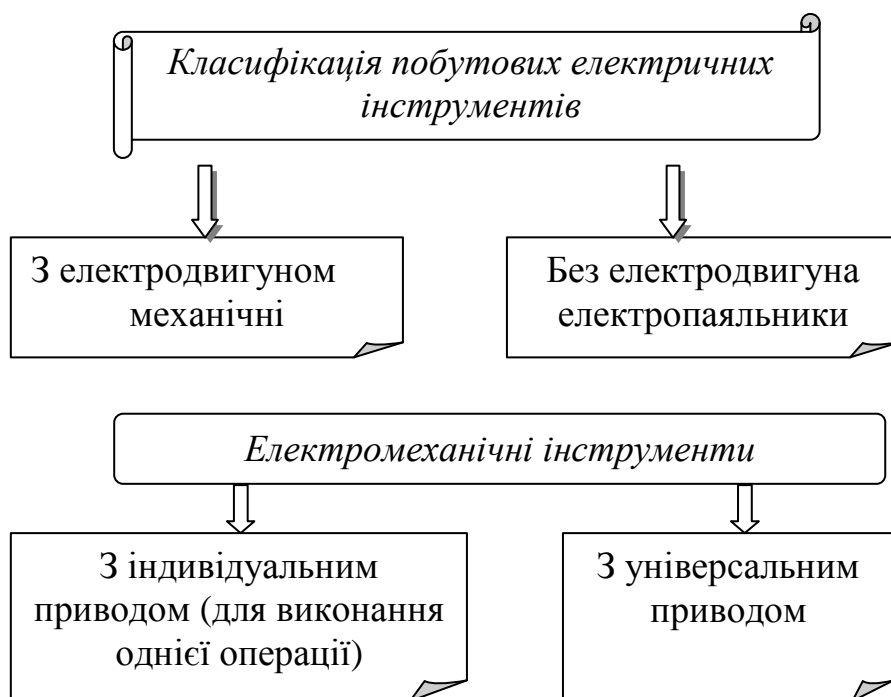 Класифікація побутових електричних
інструментів
З електродвигуном
механічні
Без електродвигуна
електропаяльники
Електромеханічні інструменти
З індивідуальним
приводом (для виконання
однієї операції)
З універсальним
приводом